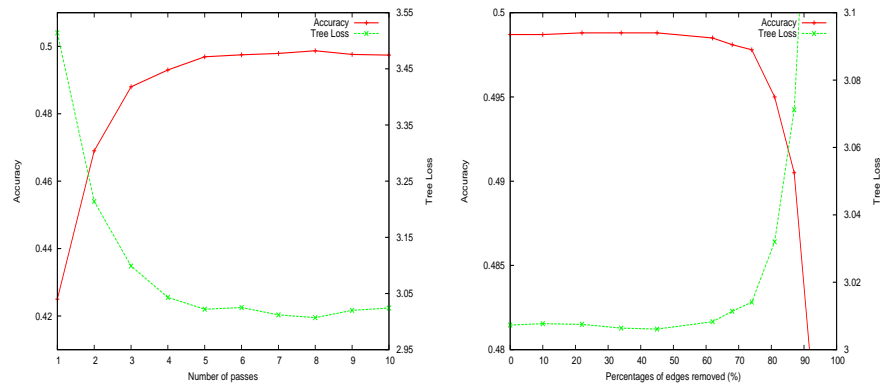 Accuracy
Tree Loss
0.5
0.48
0.46
0.44
0.42
Accuracy
3.55
3.45
3.35
3.25
3.15
3.05
2.95
Tree Loss
1 2 3 4 5 6 7 8 9 10
Number of passes
Accuracy
Tree Loss
0.5
0.495
0.49
0.485
0.48
Accuracy
3.1
3.08
3.06
3.04
3.02
3
Tree Loss
0 10 20 30 40 50 60 70 80 90 100
Percentages of edges removed (%)